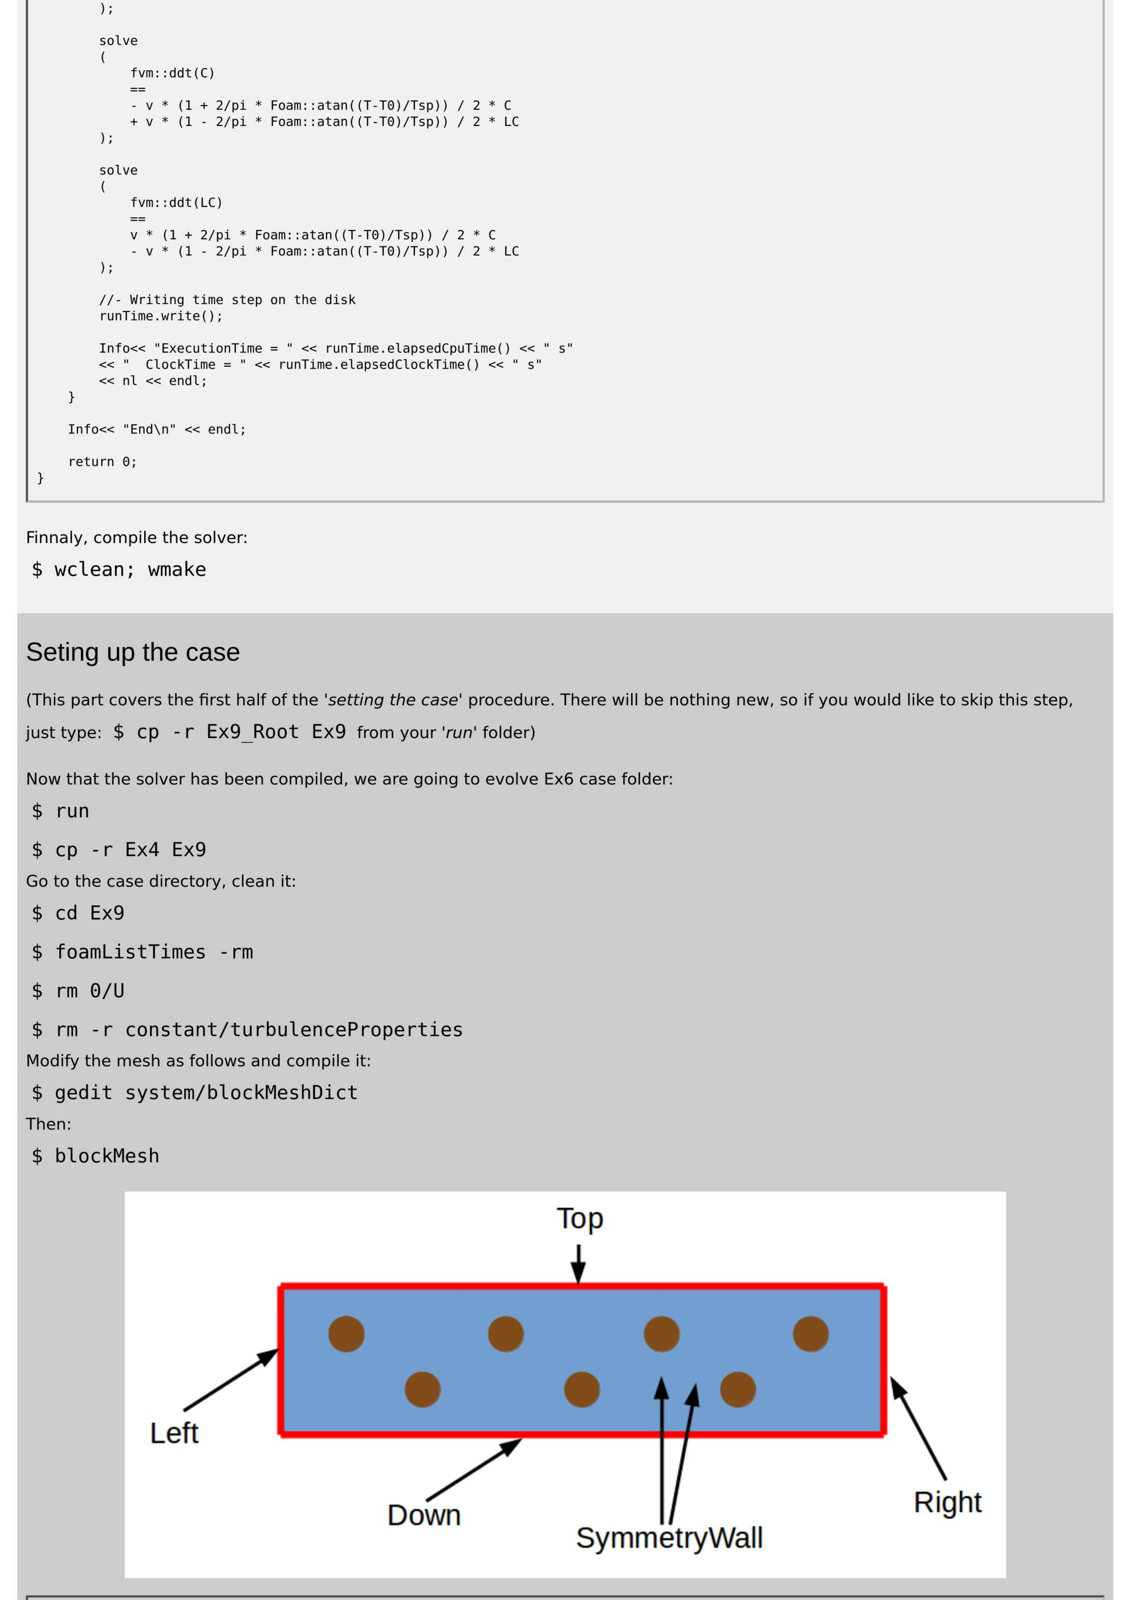 );

        solve
        (
            fvm::ddt(C)
            ==
            - v * (1 + 2/pi * Foam::atan((T-T0)/Tsp)) / 2 * C
            + v * (1 - 2/pi * Foam::atan((T-T0)/Tsp)) / 2 * LC
        );

        solve
        (
            fvm::ddt(LC)
            ==
            v * (1 + 2/pi * Foam::atan((T-T0)/Tsp)) / 2 * C
            - v * (1 - 2/pi * Foam::atan((T-T0)/Tsp)) / 2 * LC
        );

        //- Writing time step on the disk
        runTime.write();

        Info<< "ExecutionTime = " << runTime.elapsedCpuTime() << " s"
        << "  ClockTime = " << runTime.elapsedClockTime() << " s"
        << nl << endl;
    }

    Info<< "End\n" << endl;

    return 0;
}
Finnaly, compile the solver:
$ wclean; wmake
Seting up the case
(This part covers the first half of the 'setting the case' procedure. There will be nothing new, so if you would like to skip this step,
just type: $ cp -r Ex9_Root Ex9 from your 'run' folder)
Now that the solver has been compiled, we are going to evolve Ex6 case folder:
$ run
$ cp -r Ex4 Ex9
Go to the case directory, clean it:
$ cd Ex9
$ foamListTimes -rm
$ rm 0/U
$ rm -r constant/turbulenceProperties
Modify the mesh as follows and compile it:
$ gedit system/blockMeshDict
Then:
$ blockMesh
Top
Left
Down
SymmetryWall
Right